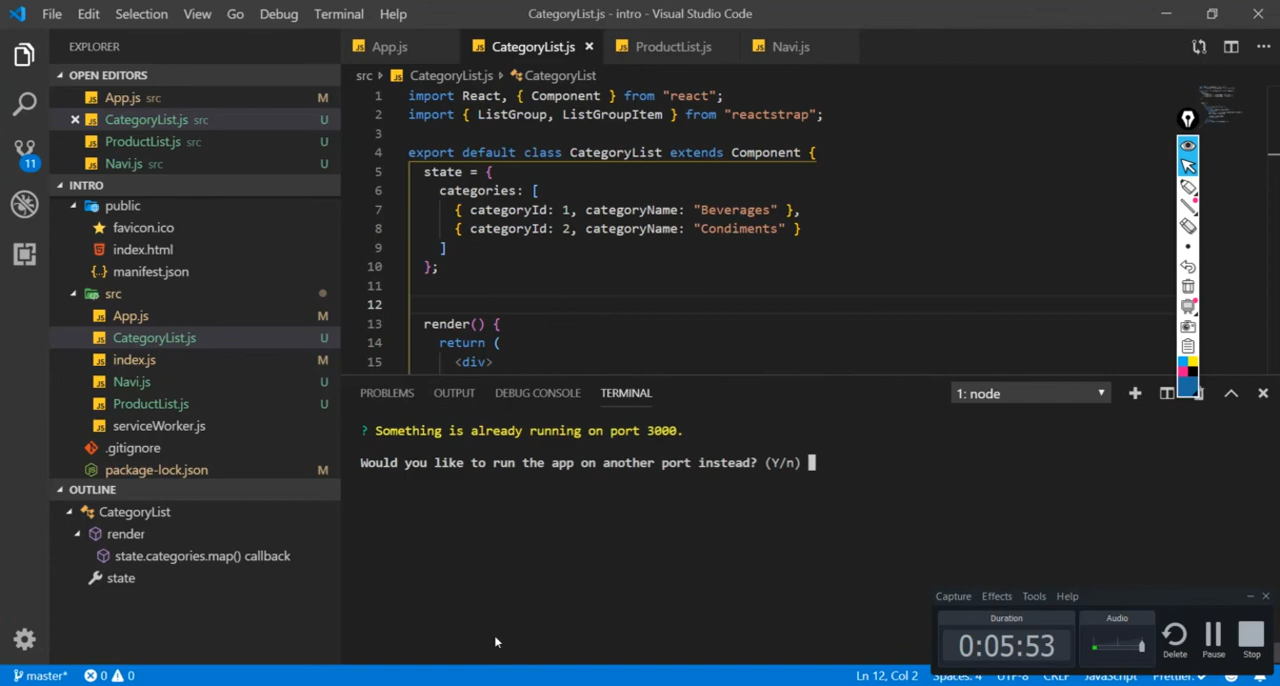 File Edit Selection View Go Debug Terminal Help CategoryList.js - intro - Visual Studio Code
EXPLORER
App.js CategoryList.js ProductList.js Navi.js
OPEN EDITORS
App.js src M
CategoryList.js src U
ProductList.js src U
Navi.js src U
11
INTRO
public
favicon.ico
index.html
manifest.json
src
App.js M
CategoryList.js U
index.js M
Navi.js U
ProductList.js U
serviceWorker.js
.gitignore
package-lock.json M
OUTLINE
CategoryList
render
state.categories.map() callback
state
src CategoryList.js CategoryList
1 import React, { Component } from "react";
2 import { ListGroup, ListGroupItem } from "reactstrap";
3
4 export default class CategoryList extends Component {
5 state = {
6 categories: [
7 { categoryId: 1, categoryName: "Beverages" },
8 { categoryId: 2, categoryName: "Condiments" }
9 ]
10 };
11
12
13 render() {
14 return (
15 <div>
PROBLEMS OUTPUT DEBUG CONSOLE TERMINAL 1: node
? Something is already running on port 3000.
Would you like to run the app on another port instead? (Y/n)
Capture Effects Tools Help
Duration Audio
0:05:53
Delete Pause Stop
master* 0 0 Ln 12, Col 2 Spaces: 4 UTF-8 CRLF JavaScript Prettier